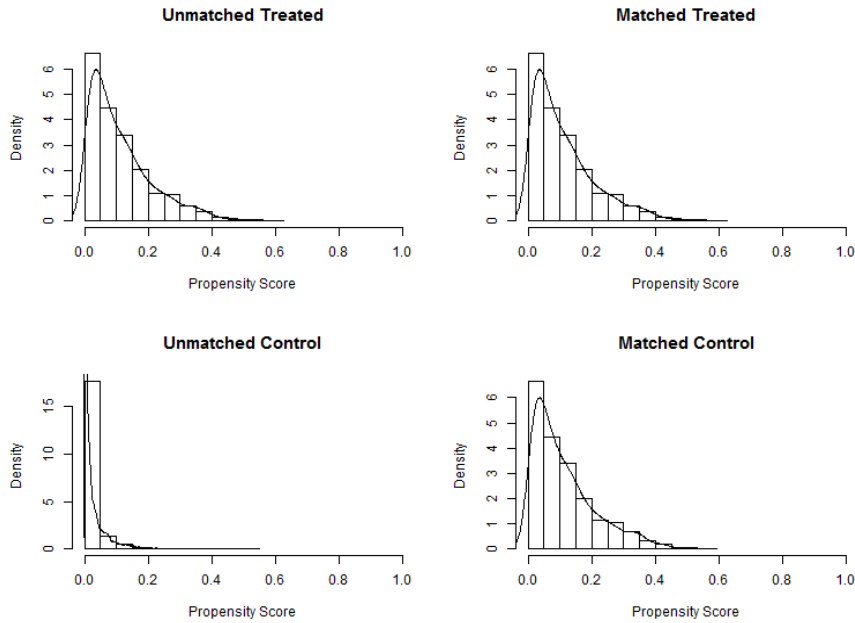 Unmatched Treated
Density
0 1 2 3 4 5 6
0.0 0.2 0.4 0.6 0.8 1.0
Propensity Score
Matched Treated
Density
0 1 2 3 4 5 6
0.0 0.2 0.4 0.6 0.8 1.0
Propensity Score
Unmatched Control
Density
0 5 10 15
0.0 0.2 0.4 0.6 0.8 1.0
Propensity Score
Matched Control
Density
0 1 2 3 4 5 6
0.0 0.2 0.4 0.6 0.8 1.0
Propensity Score